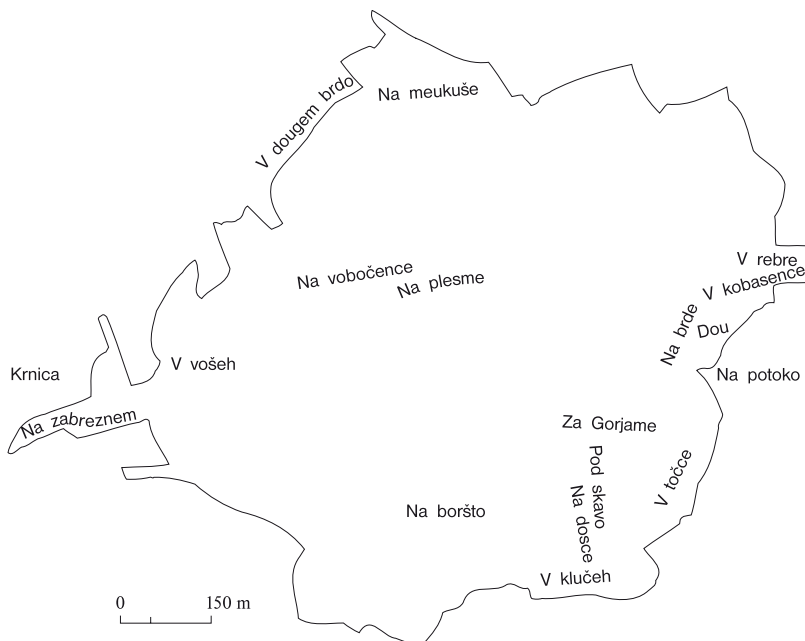 Na meukuše
V dougem brdo
V rebre
Na vobočence
Na plesme
V kobasence
Na brde
Dou
V vošeh
Krnica
Na potoko
Na zabreznem
Za Gorjame
Pod skavo
V točce
Na dosce
Na boršto
V klučeh
0 150 m